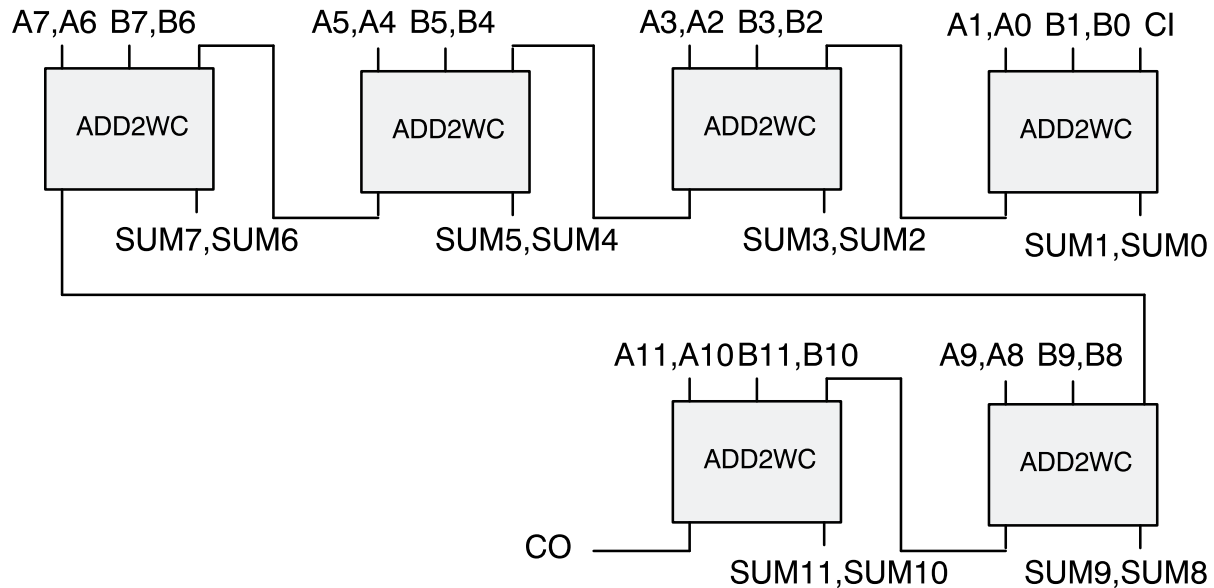 A7,A6 B7,B6 A5,A4 B5,B4 A3,A2 B3,B2 A1,A0 B1,B0 CI
ADD2WC ADD2WC ADD2WC ADD2WC
SUM7,SUM6 SUM5,SUM4 SUM3,SUM2 SUM1,SUM0
A11,A10 B11,B10 A9,A8 B9,B8
ADD2WC ADD2WC
CO
SUM11,SUM10 SUM9,SUM8